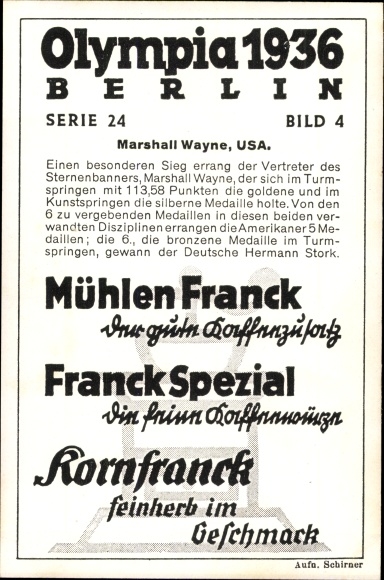 Olympia 1936
BERLIN
SERIE 24 BILD 4
Marshall Wayne, USA.
Einen besonderen Sieg errang der Vertreter des
Sternenbanners, Marshall Wayne, der sich im Turm-
springen mit 113,58 Punkten die goldene und im
Kunstspringen die silberne Medaille holte. Von den
6 zu vergebenden Medaillen in diesen beiden ver-
wandten Disziplinen errangen die Amerikaner 5 Me-
daillen; die 6., die bronzene Medaille im Turm-
springen, gewann der Deutsche Hermann Stork.
Mühlen Franck
der gute Kaffeezusatz
Franck Spezial
die feine Kaffeewürze
Kornfranck
feinherb im
Geschmack
Aufn. Schirner